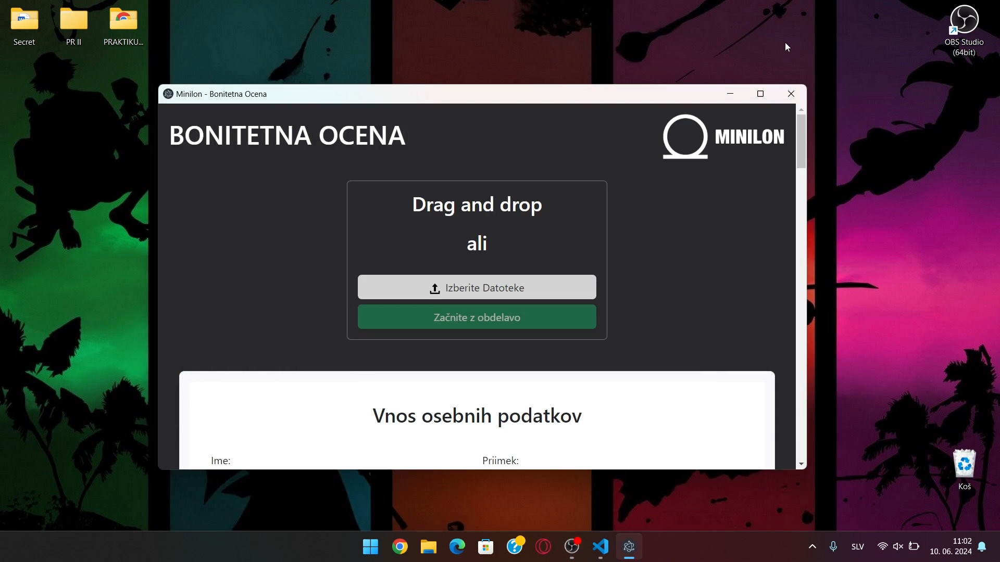 Secret
PR II
PRAKTIKU...
OBS Studio
(64bit)
Minilon - Bonitetna Ocena
BONITETNA OCENA
MINILON
Drag and drop
ali
Izberite Datoteke
Začnite z obdelavo
Vnos osebnih podatkov
Ime:
Priimek:
Koš
SLV
11:02
10. 06. 2024